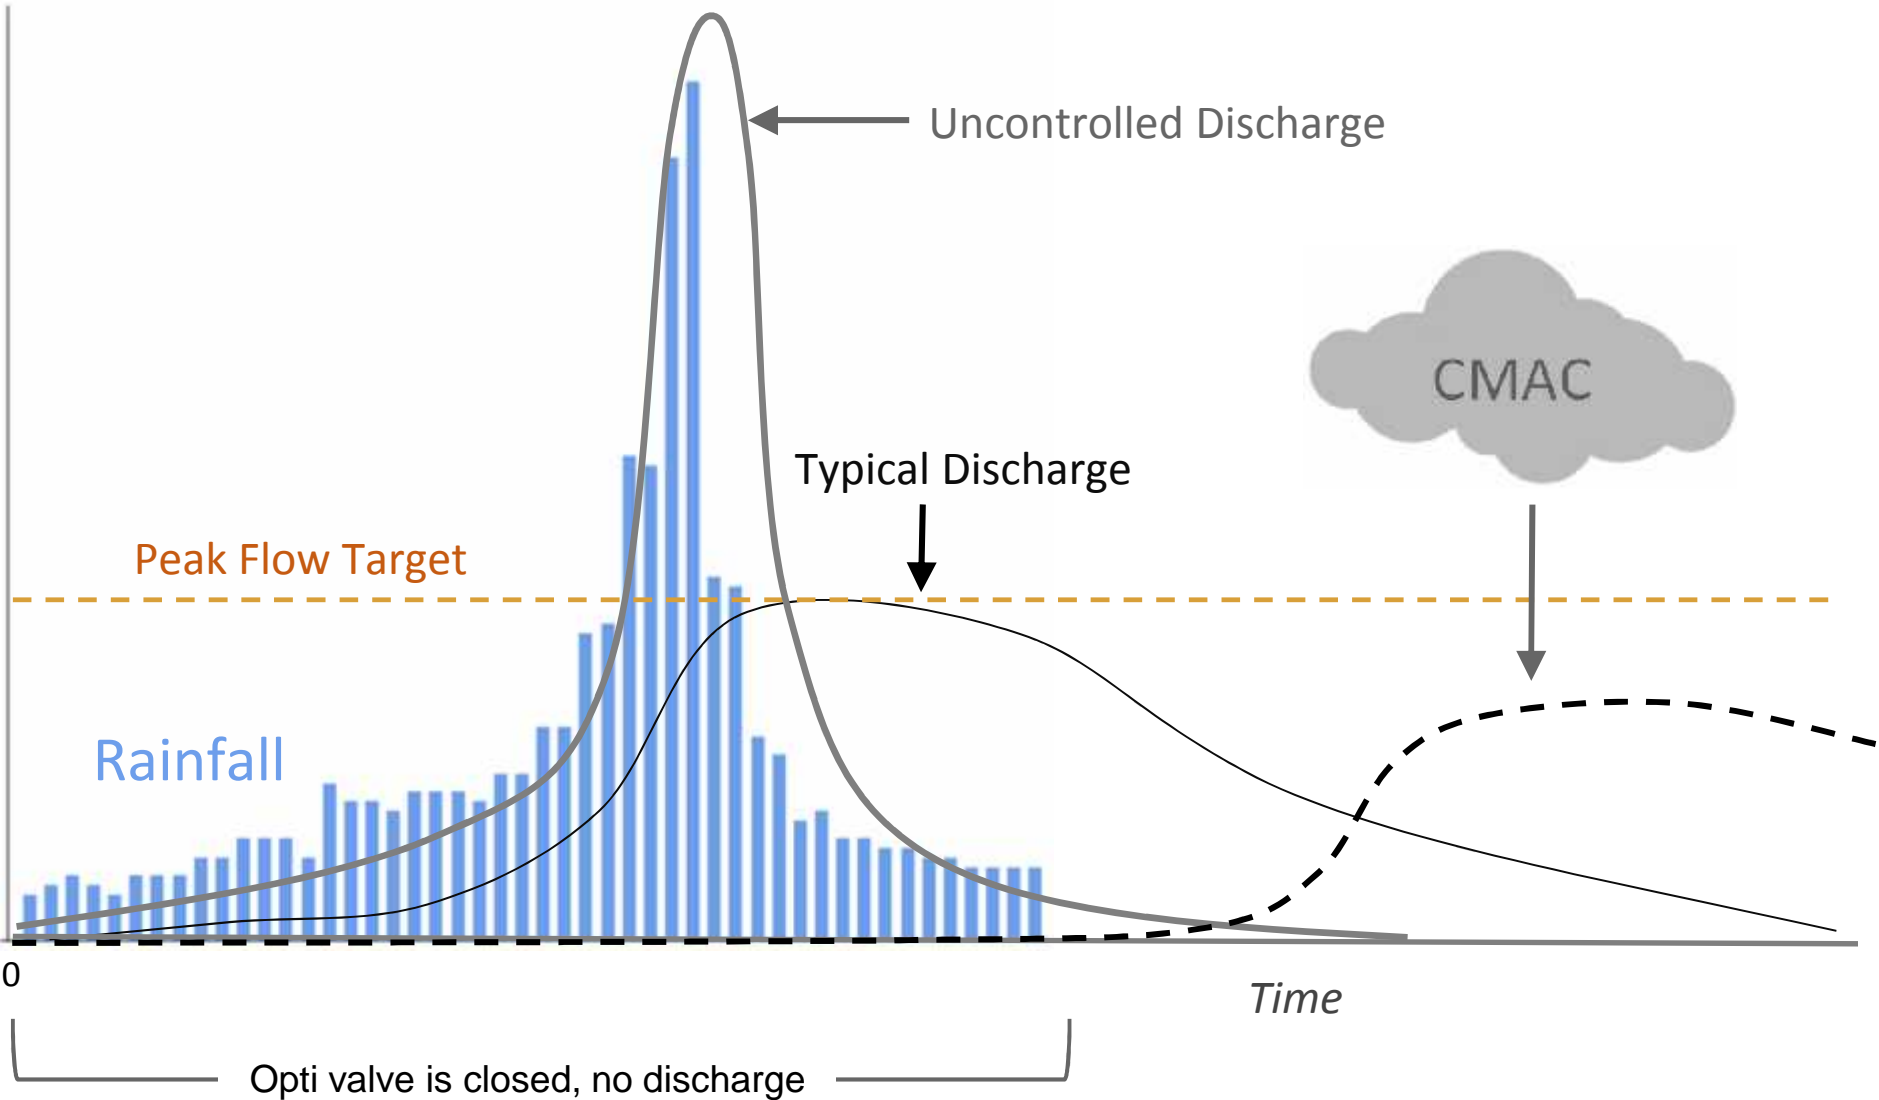 Uncontrolled Discharge
CMAC
Typical Discharge
Peak Flow Target
Rainfall
0
Time
Opti valve is closed, no discharge